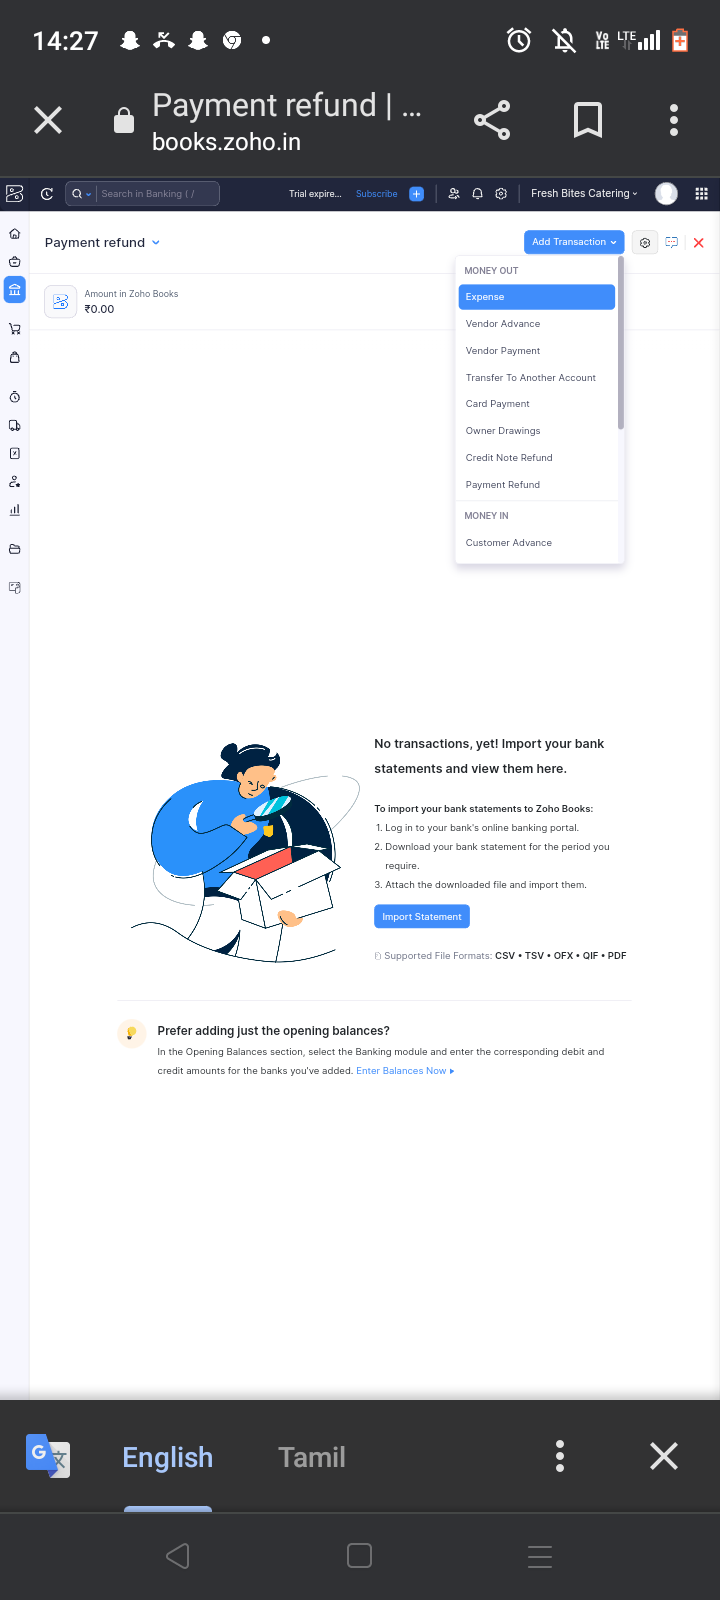 14:27
VO LTE LTE
Payment refund | ...
books.zoho.in
Search in Banking ( /
Trial expire...
Subscribe
Fresh Bites Catering
Payment refund
Add Transaction
Amount in Zoho Books
₹0.00
MONEY OUT
Expense
Vendor Advance
Vendor Payment
Transfer To Another Account
Card Payment
Owner Drawings
Credit Note Refund
Payment Refund
MONEY IN
Customer Advance
No transactions, yet! Import your bank
statements and view them here.
To import your bank statements to Zoho Books:
1. Log in to your bank's online banking portal.
2. Download your bank statement for the period you
require.
3. Attach the downloaded file and import them.
Import Statement
Supported File Formats: CSV • TSV • OFX • QIF • PDF
Prefer adding just the opening balances?
In the Opening Balances section, select the Banking module and enter the corresponding debit and
credit amounts for the banks you've added. Enter Balances Now
G 文
English
Tamil